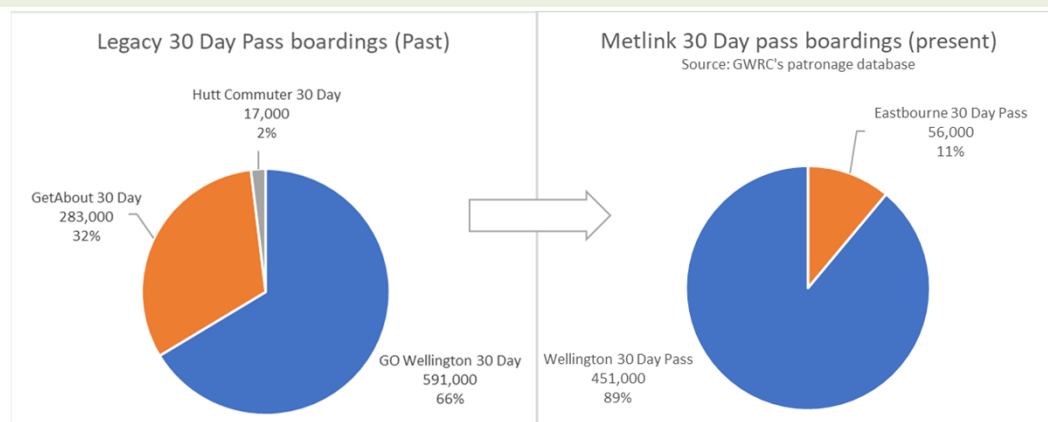 Legacy 30 Day Pass boardings (Past)
Hutt Commuter 30 Day
17,000
2%
GetAbout 30 Day
283,000
32%
GO Wellington 30 Day
591,000
66%
Metlink 30 Day pass boardings (present)
Source: GWRC's patronage database
Eastbourne 30 Day Pass
56,000
11%
Wellington 30 Day Pass
451,000
89%